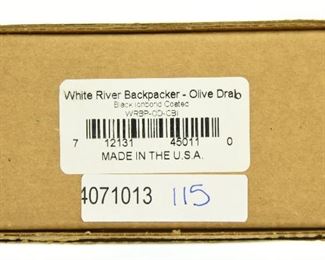 White River Backpacker - Olive Drab
Black Ionbond Coated
WRBP-OD-CBI
7 12131 45011 0
MADE IN THE U.S.A.
4071013 115